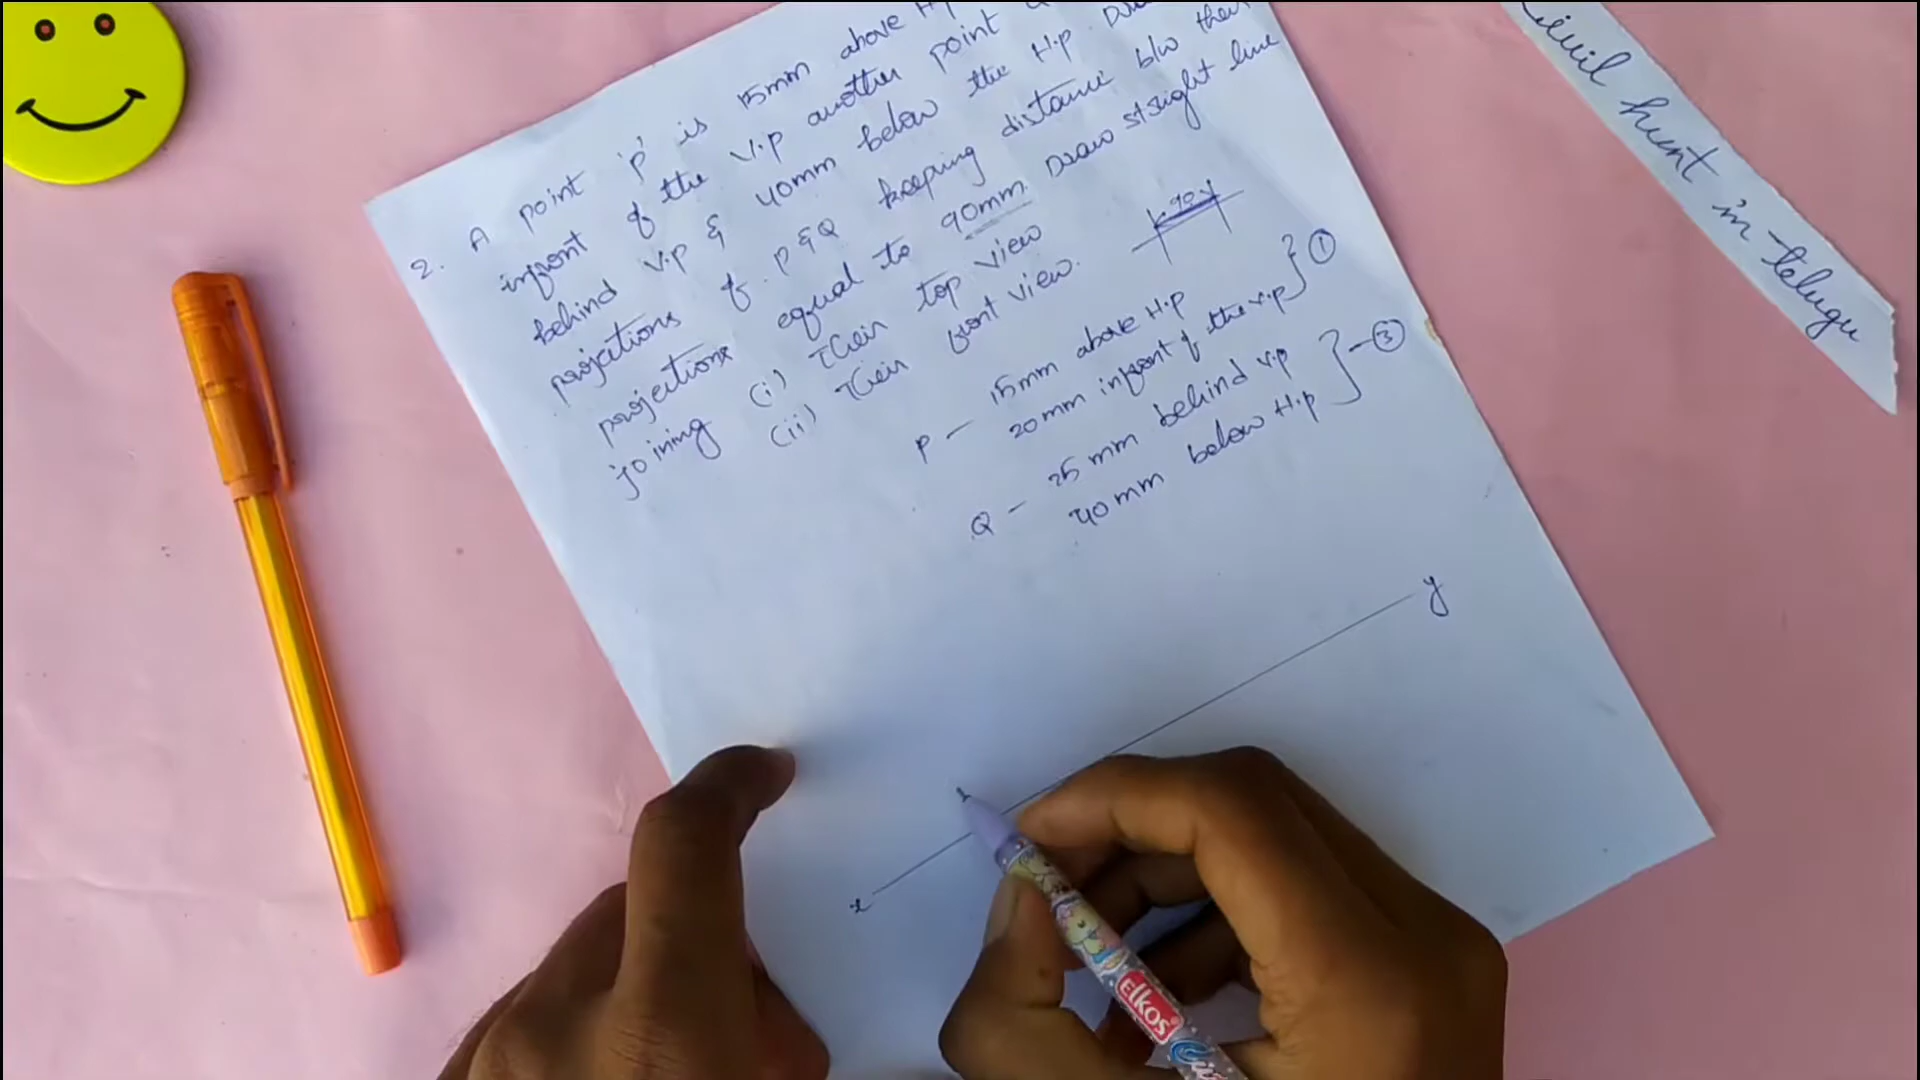 2. A point 'p' is 15mm above H.p
infront of the V.p another point
behind V.p & 40mm below the H.p
projections of p & Q keeping distance b/w their
projections equal to 90mm. Draw straight line
joining (i) Their top view
(ii) Their front view.
90
p - 15mm above H.p
20mm infront of the v.p } ①
Q - 25 mm behind v.p
40 mm below H.p } - ③
x y
Elkos
civil hunt in telugu